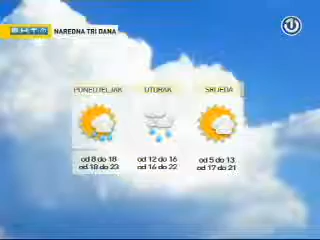 BHT1 NAREDNA TRI DANA
PONEDJELJAK UTORAK SRIJEDA
od 8 do 18 od 12 do 16 od 5 do 13
od 18 do 23 od 16 do 22 od 17 do 21